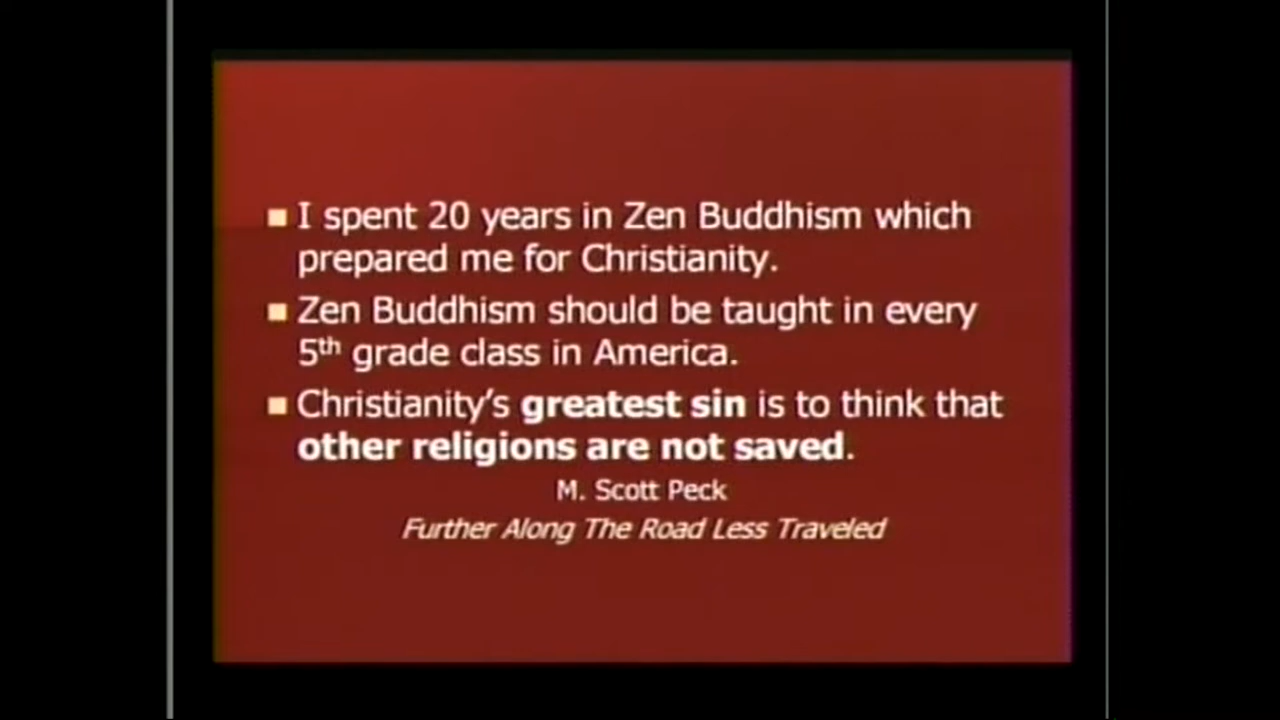 ■ I spent 20 years in Zen Buddhism which
prepared me for Christianity.
■ Zen Buddhism should be taught in every
5th grade class in America.
■ Christianity's greatest sin is to think that
other religions are not saved.
M. Scott Peck
Further Along The Road Less Traveled